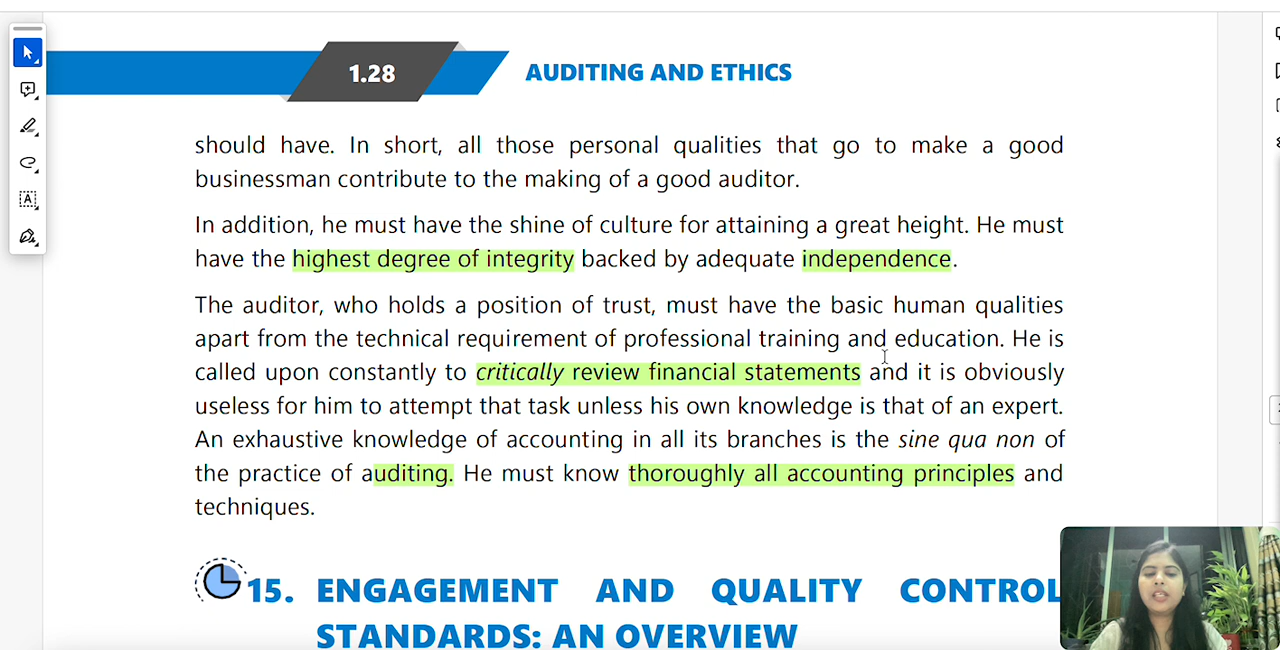 1.28
AUDITING AND ETHICS
should have. In short, all those personal qualities that go to make a good
businessman contribute to the making of a good auditor.
In addition, he must have the shine of culture for attaining a great height. He must
have the highest degree of integrity backed by adequate independence.
The auditor, who holds a position of trust, must have the basic human qualities
apart from the technical requirement of professional training and education. He is
called upon constantly to critically review financial statements and it is obviously
useless for him to attempt that task unless his own knowledge is that of an expert.
An exhaustive knowledge of accounting in all its branches is the sine qua non of
the practice of auditing. He must know thoroughly all accounting principles and
techniques.
15. ENGAGEMENT AND QUALITY CONTROL
STANDARDS: AN OVERVIEW